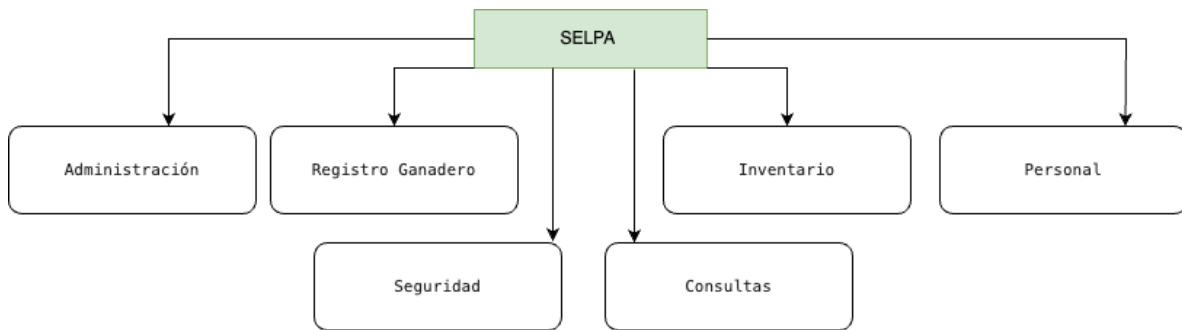 SELPA
Administración
Registro Ganadero
Inventario
Personal
Seguridad
Consultas